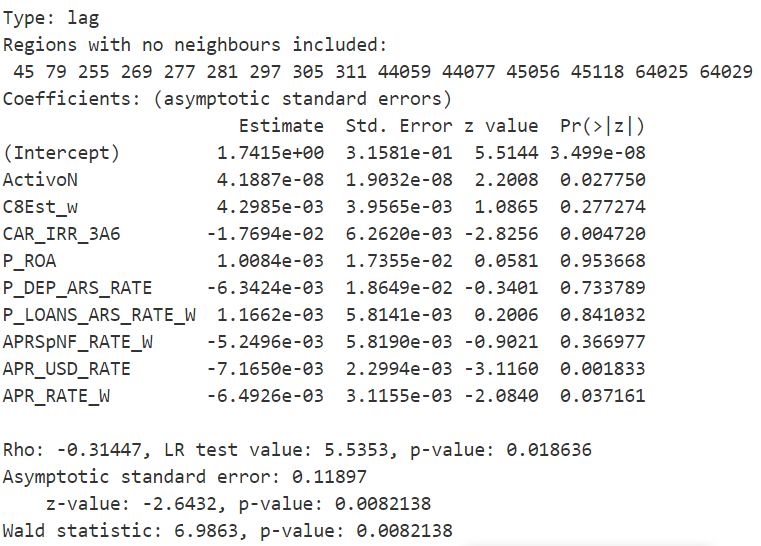 Type: lag
Regions with no neighbours included:
 45 79 255 269 277 281 297 305 311 44059 44077 45056 45118 64025 64029
Coefficients: (asymptotic standard errors)
                      Estimate  Std. Error z value  Pr(>|z|)
(Intercept)         1.7415e+00  3.1581e-01  5.5144 3.499e-08
ActivoN             4.1887e-08  1.9032e-08  2.2008  0.027750
C8Est_w             4.2985e-03  3.9565e-03  1.0865  0.277274
CAR_IRR_3A6        -1.7694e-02  6.2620e-03 -2.8256  0.004720
P_ROA               1.0084e-03  1.7355e-02  0.0581  0.953668
P_DEP_ARS_RATE     -6.3424e-03  1.8649e-02 -0.3401  0.733789
P_LOANS_ARS_RATE_W  1.1662e-03  5.8141e-03  0.2006  0.841032
APRSpNF_RATE_W     -5.2496e-03  5.8190e-03 -0.9021  0.366977
APR_USD_RATE       -7.1650e-03  2.2994e-03 -3.1160  0.001833
APR_RATE_W         -6.4926e-03  3.1155e-03 -2.0840  0.037161

Rho: -0.31447, LR test value: 5.5353, p-value: 0.018636
Asymptotic standard error: 0.11897
    z-value: -2.6432, p-value: 0.0082138
Wald statistic: 6.9863, p-value: 0.0082138